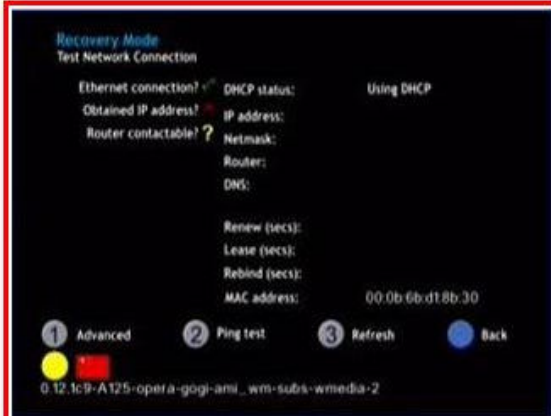 Recovery Mode
Test Network Connection
Ethernet connection? DHCP status: Using DHCP
Obtained IP address? IP address:
Router contactable? ? Netmask:
Router:
DNS:
Renew (secs):
Lease (secs):
Rebind (secs):
MAC address: 00:0b:6b:d1:8b:30
1 Advanced 2 Ping test 3 Refresh Back
0.12.1c9-A125-opera-gogi-ami_wm-subs-wmedia-2